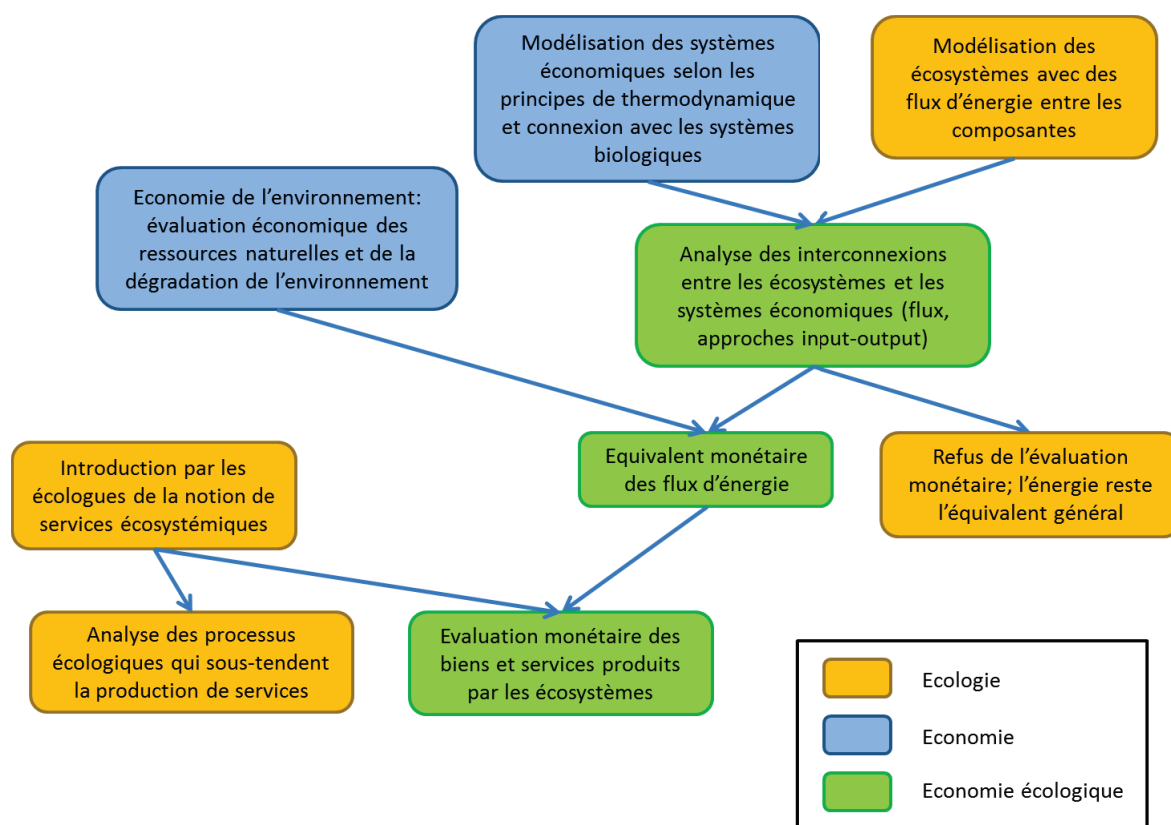 Modélisation des systèmes
économiques selon les
principes de thermodynamique
et connexion avec les systèmes
biologiques
Modélisation des
écosystèmes avec des
flux d’énergie entre les
composantes
Economie de l’environnement:
évaluation économique des
ressources naturelles et de la
dégradation de l’environnement
Analyse des interconnexions
entre les écosystèmes et les
systèmes économiques (flux,
approches input-output)
Introduction par les
écologues de la notion de
services écosystémiques
Equivalent monétaire
des flux d’énergie
Refus de l’évaluation
monétaire; l’énergie reste
l’équivalent général
Analyse des processus
écologiques qui sous-tendent
la production de services
Evaluation monétaire des
biens et services produits
par les écosystèmes
Ecologie
Economie
Economie écologique